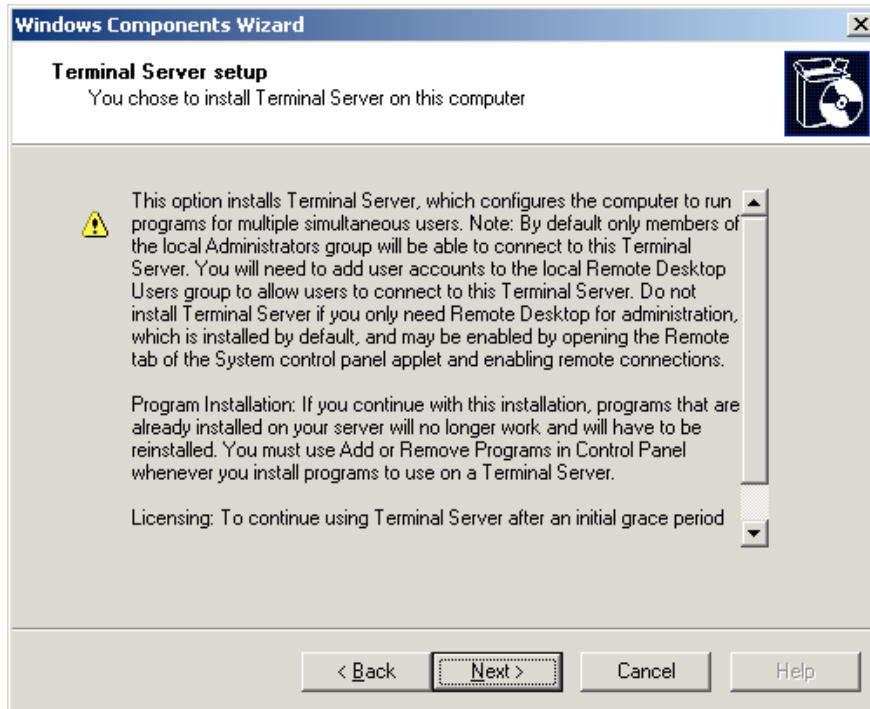 Windows Components Wizard
Terminal Server setup
You chose to install Terminal Server on this computer
This option installs Terminal Server, which configures the computer to run
programs for multiple simultaneous users. Note: By default only members of
the local Administrators group will be able to connect to this Terminal
Server. You will need to add user accounts to the local Remote Desktop
Users group to allow users to connect to this Terminal Server. Do not
install Terminal Server if you only need Remote Desktop for administration,
which is installed by default, and may be enabled by opening the Remote
tab of the System control panel applet and enabling remote connections.
Program Installation: If you continue with this installation, programs that are
already installed on your server will no longer work and will have to be
reinstalled. You must use Add or Remove Programs in Control Panel
whenever you install programs to use on a Terminal Server.
Licensing: To continue using Terminal Server after an initial grace period
< Back Next > Cancel Help